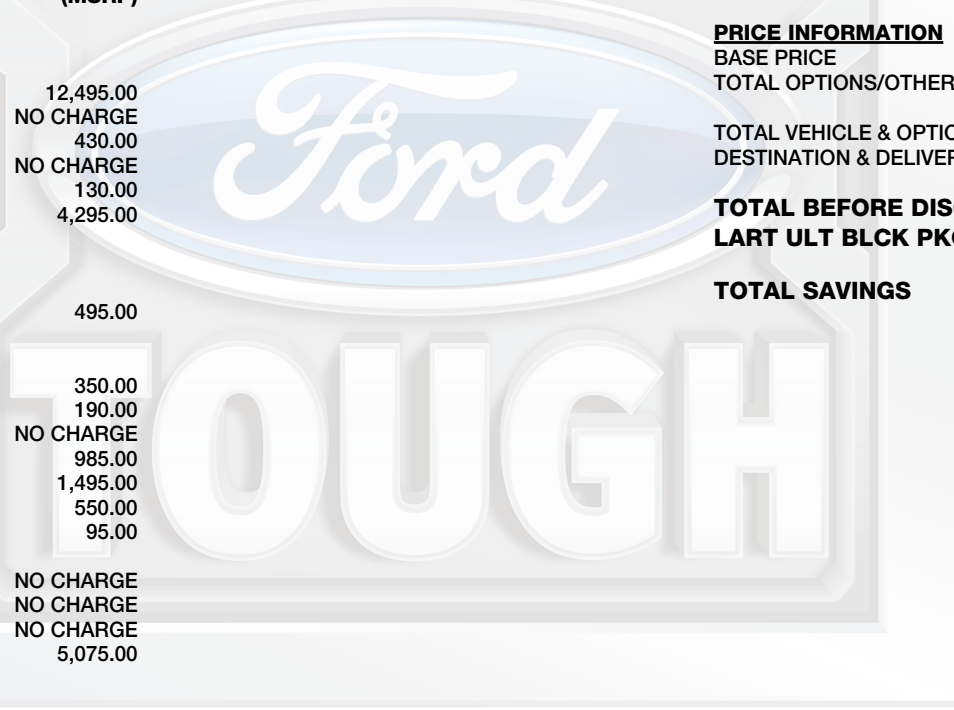 (MSRP)
12,495.00
NO CHARGE
430.00
NO CHARGE
130.00
4,295.00
495.00
350.00
190.00
NO CHARGE
985.00
1,495.00
550.00
95.00
NO CHARGE
NO CHARGE
NO CHARGE
5,075.00
Ford
TOUGH
PRICE INFORMATION
BASE PRICE
TOTAL OPTIONS/OTHER
TOTAL VEHICLE & OPTIO
DESTINATION & DELIVER
TOTAL BEFORE DIS
LART ULT BLCK PK
TOTAL SAVINGS